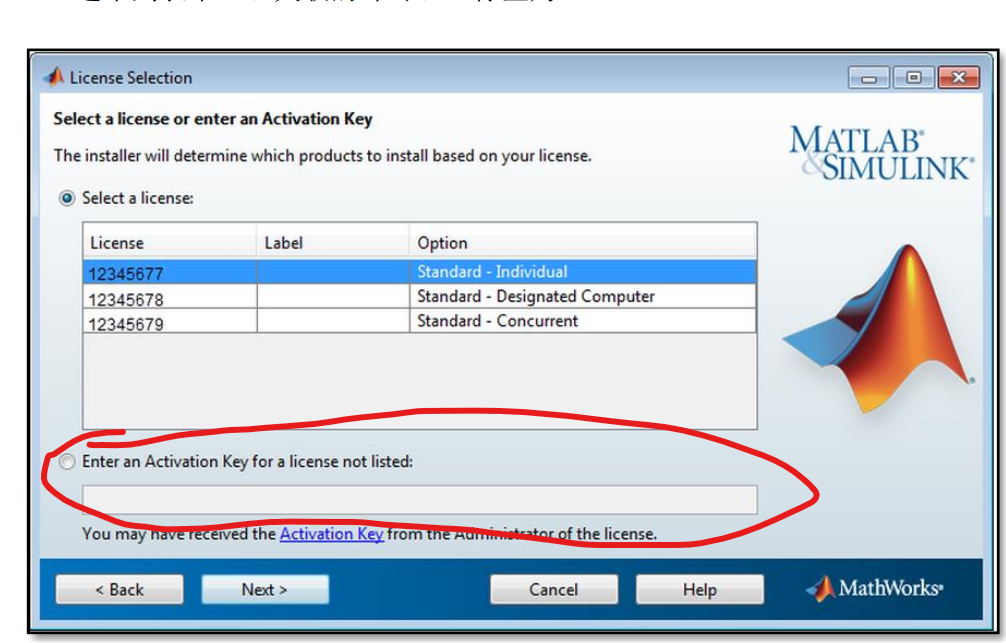 License Selection
Select a license or enter an Activation Key
The installer will determine which products to install based on your license.
MATLAB®
&SIMULINK®
Select a license:
License Label Option
12345677 Standard - Individual
12345678 Standard - Designated Computer
12345679 Standard - Concurrent
Enter an Activation Key for a license not listed:
You may have received the Activation Key from the Administrator of the license.
< Back Next > Cancel Help MathWorks®